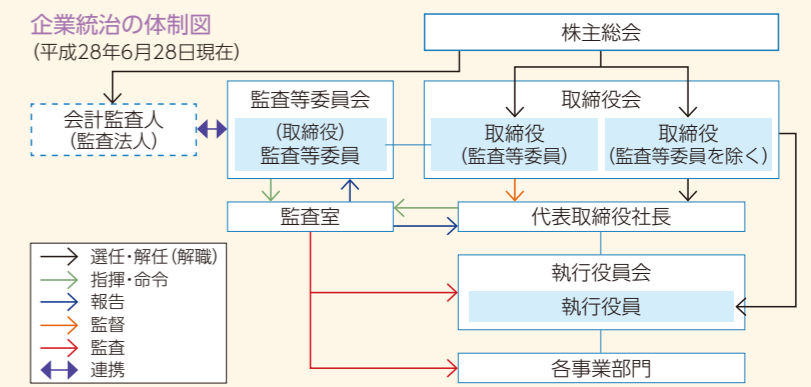 企業統治の体制図
(平成28年6月28日現在)
株主総会
会計監査人
(監査法人)
監査等委員会
(取締役)
監査等委員
取締役会
取締役
(監査等委員)
取締役
(監査等委員を除く)
監査室
代表取締役社長
執行役員会
執行役員
各事業部門
選任・解任(解職)
指揮・命令
報告
監督
監査
連携